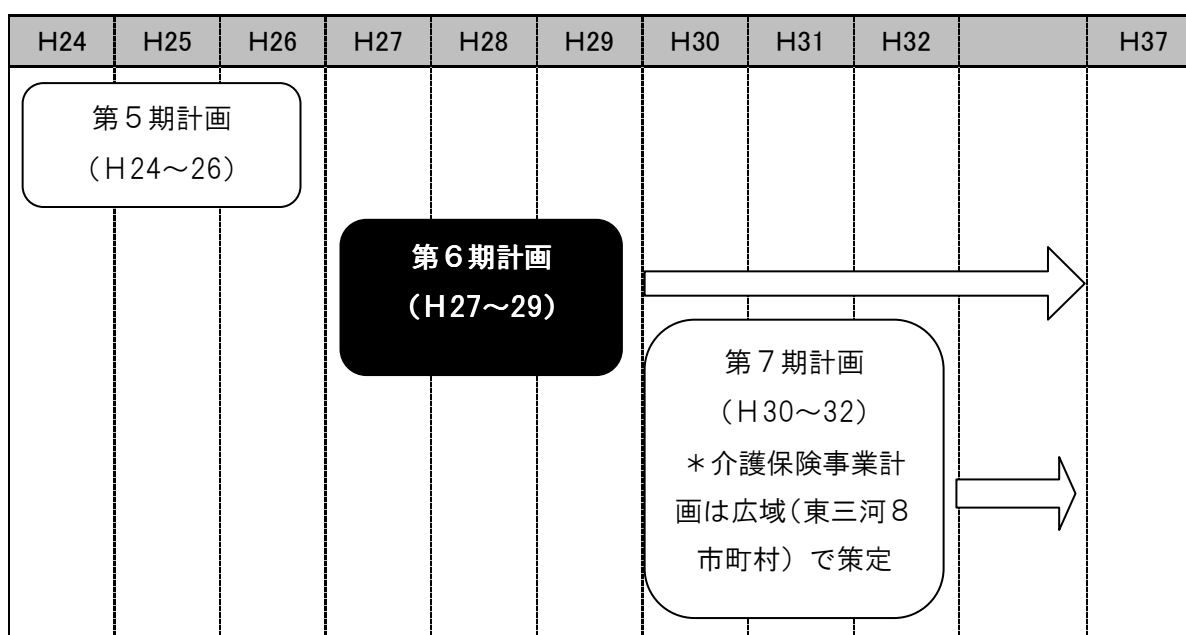 H24 H25 H26 H27 H28 H29 H30 H31 H32 H37
第５期計画
（Ｈ24～26）
第６期計画
（Ｈ27～29）
第７期計画
（Ｈ30～32）
＊介護保険事業計
画は広域（東三河８
市町村）で策定